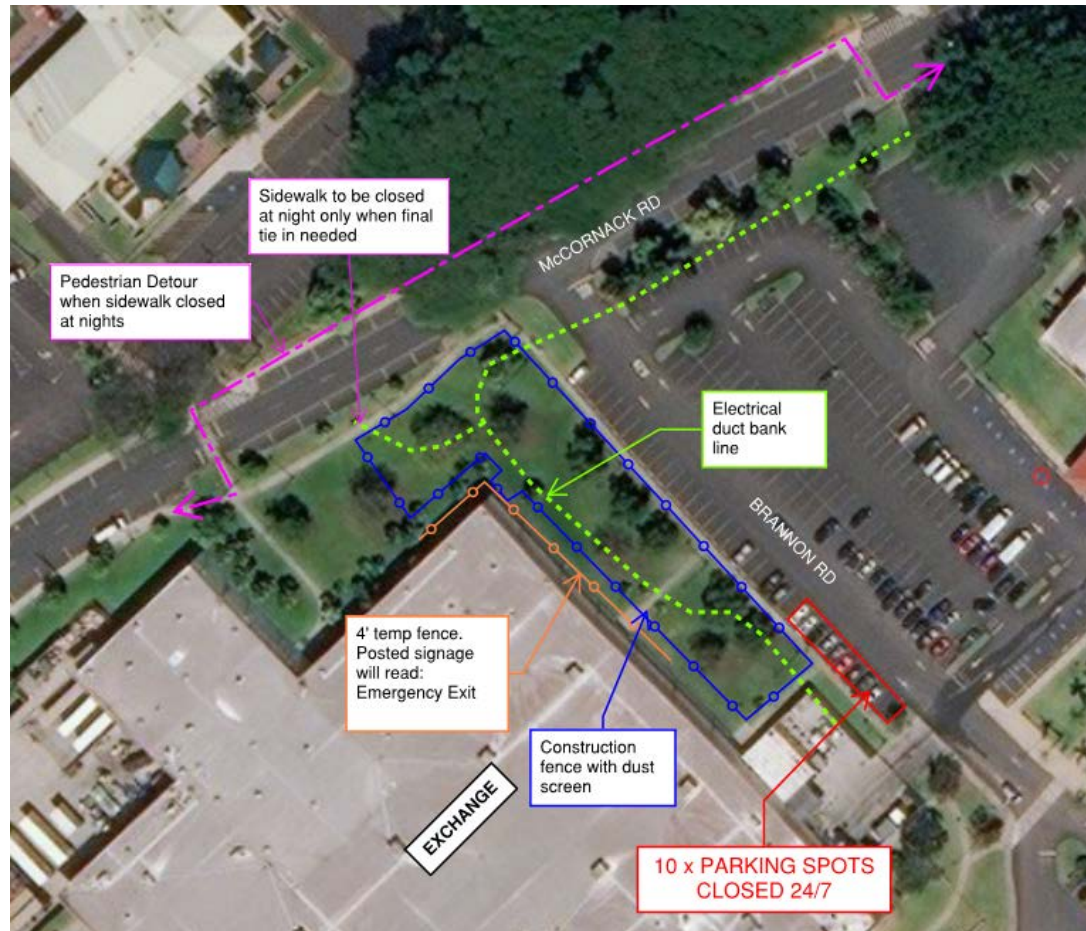 Sidewalk to be closed
at night only when final
tie in needed
McCORNACK RD
Pedestrian Detour
when sidewalk closed
at nights
Electrical
duct bank
line
BRANNON RD
4' temp fence.
Posted signage
will read:
Emergency Exit
Construction
fence with dust
screen
EXCHANGE
10 x PARKING SPOTS
CLOSED 24/7